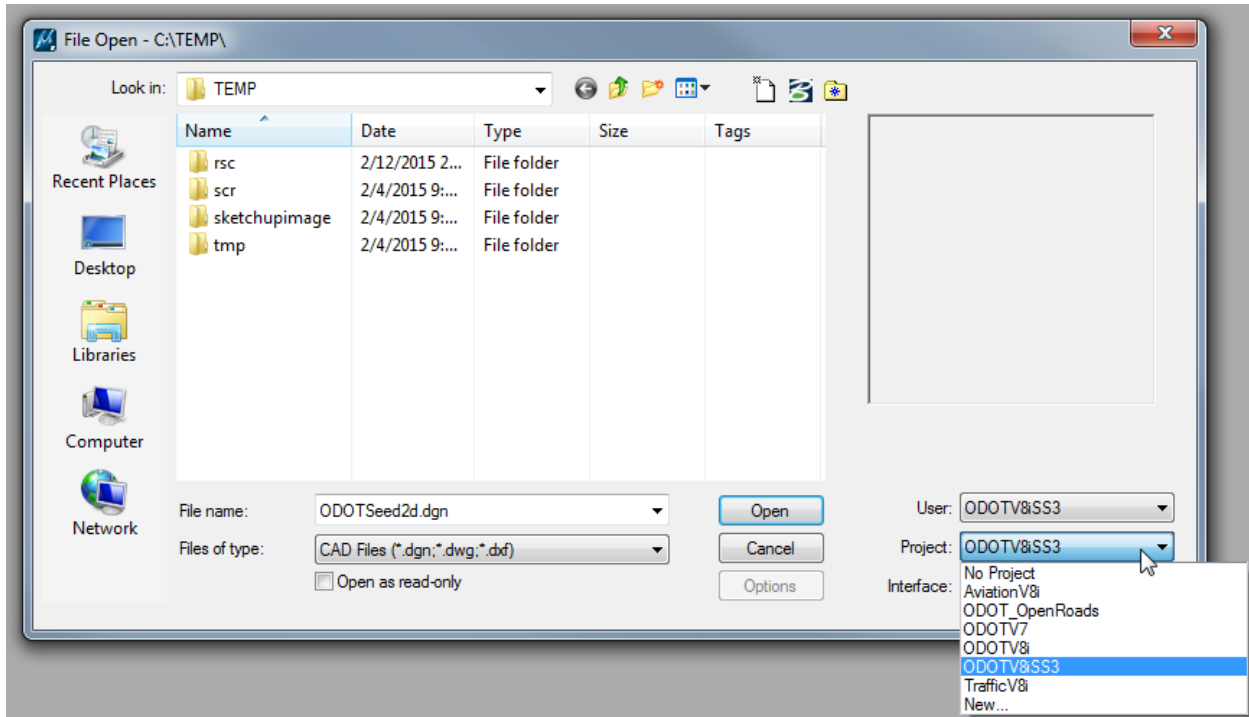 File Open - C:\TEMP\
Look in: TEMP
Name Date Type Size Tags
rsc 2/12/2015 2... File folder
scr 2/4/2015 9:... File folder
sketchupimage 2/4/2015 9:... File folder
tmp 2/4/2015 9:... File folder
Recent Places
Desktop
Libraries
Computer
Network
File name: ODOTSeed2d.dgn Open User: ODOTV8iSS3
Files of type: CAD Files (*.dgn;*.dwg;*.dxf) Cancel Project: ODOTV8iSS3
Open as read-only Options Interface:
No Project
AviationV8i
ODOT_OpenRoads
ODOTV7
ODOTV8i
ODOTV8iSS3
TrafficV8i
New...